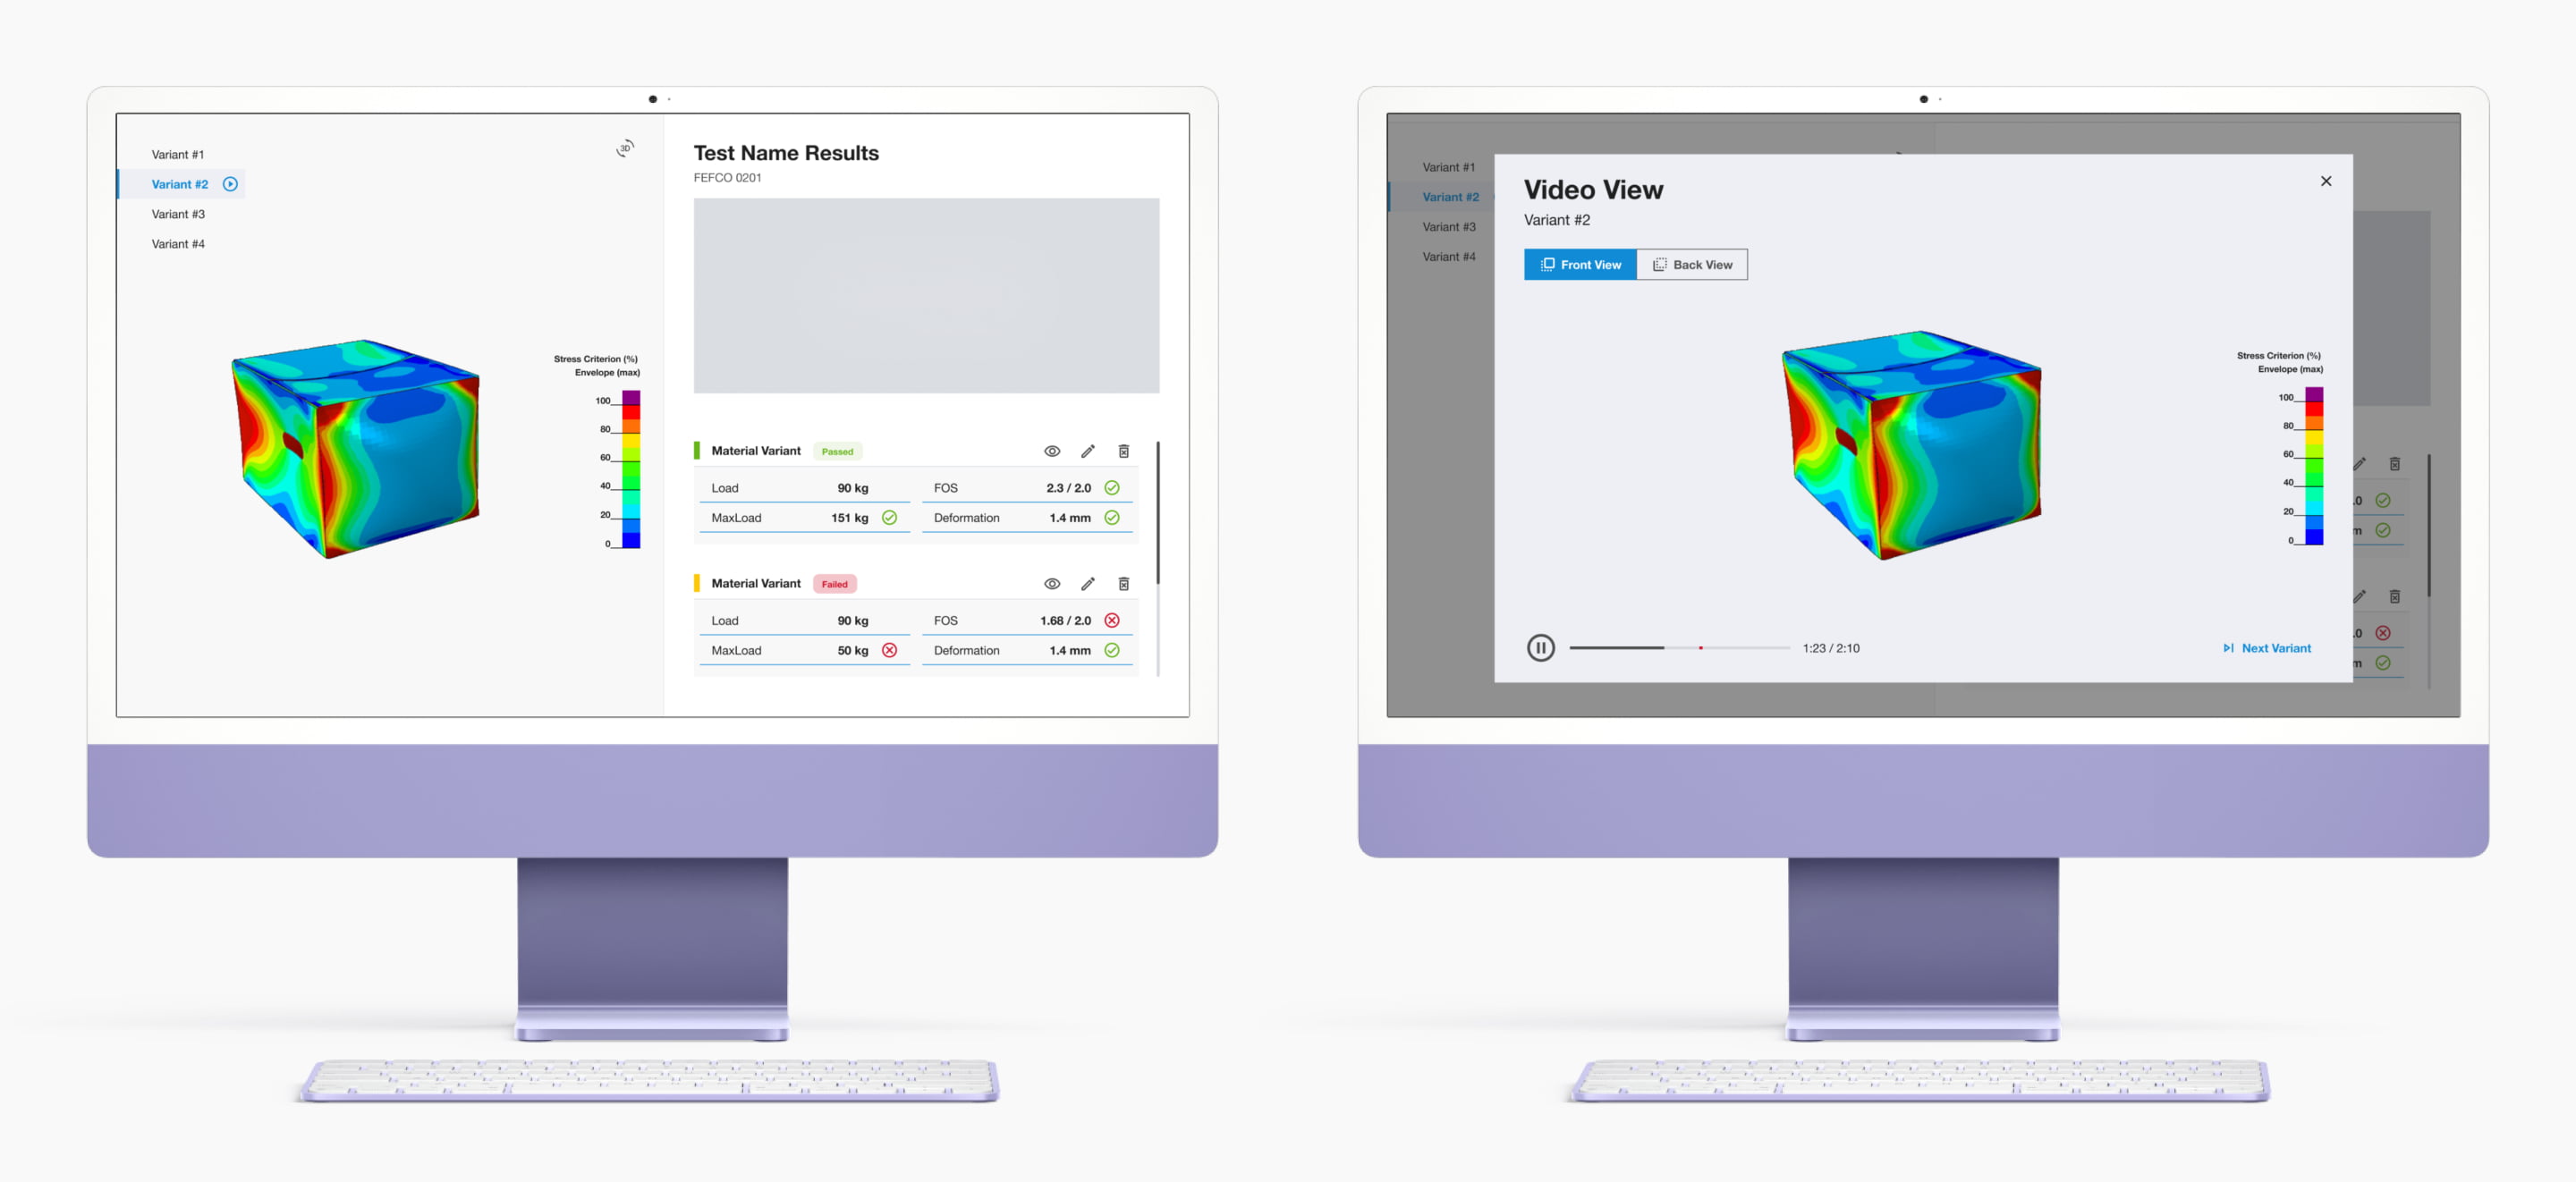 Variant #1
Variant #2
Variant #3
Variant #4
3D
Stress Criterion (%)
Envelope (max)
100
80
60
40
20
0
Test Name Results
FEFCO 0201
Material Variant Passed
Load 90 kg FOS 2.3 / 2.0
MaxLoad 151 kg Deformation 1.4 mm
Material Variant Failed
Load 90 kg FOS 1.68 / 2.0
MaxLoad 50 kg Deformation 1.4 mm
Variant #1
Variant #2
Variant #3
Variant #4
Video View
Variant #2
Front View Back View
Stress Criterion (%)
Envelope (max)
100
80
60
40
20
0
1:23 / 2:10
Next Variant
.0
m
.0
m